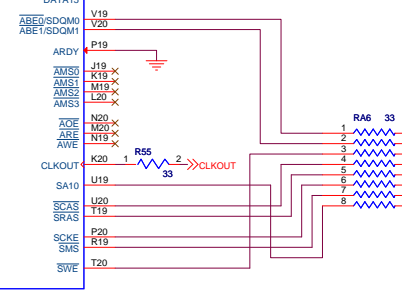 DATA15
ABE0/SDQM0 V19
ABE1/SDQM1 V20
ARDY P19
AMS0 J19
AMS1 K19
AMS2 M19
AMS3 L20
AOE N20
ARE M20
AWE N19
CLKOUT K20 1 R55 33 2 CLKOUT
SA10 U19
SCAS U20
SRAS T19
SCKE P20
SMS R19
SWE T20
RA6 33
1
2
3
4
5
6
7
8